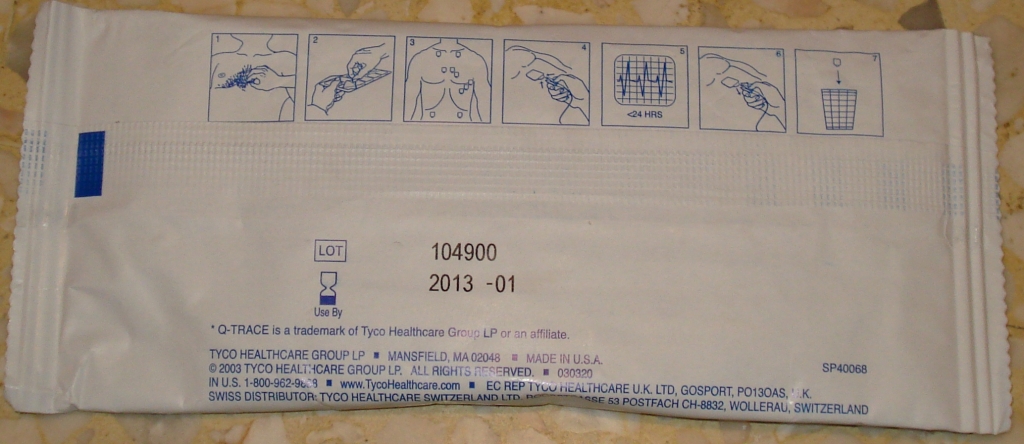 1 2 3 4 5 6 7
<24 HRS
LOT 104900
2013 -01
Use By
* Q-TRACE is a trademark of Tyco Healthcare Group LP or an affiliate.
TYCO HEALTHCARE GROUP LP ■ MANSFIELD, MA 02048 ■ MADE IN U.S.A.
© 2003 TYCO HEALTHCARE GROUP LP. ALL RIGHTS RESERVED. ■ 030320
SP40068
IN U.S. ■ www.TycoHealthcare.com ■ EC REP TYCO HEALTHCARE U.K. LTD, GOSPORT, PO13OAS,
SWISS DISTRIBUTOR: TYCO HEALTHCARE SWITZERLAND LTD, 53 POSTFACH CH-8832, WOLLERAU, SWITZERLAND